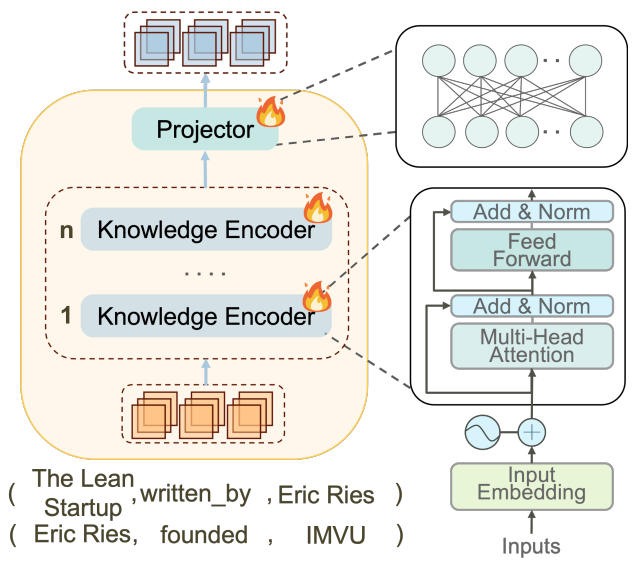 Projector
n Knowledge Encoder
....
1 Knowledge Encoder
( The Lean Startup , written_by , Eric Ries )
( Eric Ries, founded , IMVU )
Add & Norm
Feed
Forward
Add & Norm
Multi-Head
Attention
Input
Embedding
Inputs